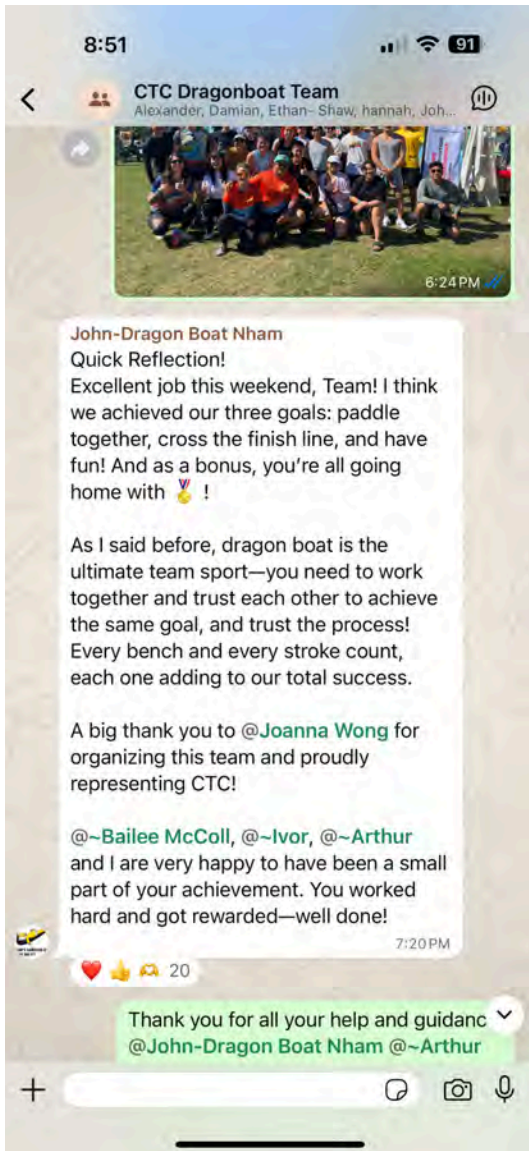 8:51
91
CTC Dragonboat Team
Alexander, Damian, Ethan- Shaw, hannah, Joh...
6:24 PM
John-Dragon Boat Nham
Quick Reflection!
Excellent job this weekend, Team! I think
we achieved our three goals: paddle
together, cross the finish line, and have
fun! And as a bonus, you're all going
home with 🏅 !
As I said before, dragon boat is the
ultimate team sport—you need to work
together and trust each other to achieve
the same goal, and trust the process!
Every bench and every stroke count,
each one adding to our total success.
A big thank you to @Joanna Wong for
organizing this team and proudly
representing CTC!
@~Bailee McColl, @~Ivor, @~Arthur
and I are very happy to have been a small
part of your achievement. You worked
hard and got rewarded—well done!
7:20 PM
❤️ 👍 🫶 20
Thank you for all your help and guidanc
@John-Dragon Boat Nham @~Arthur